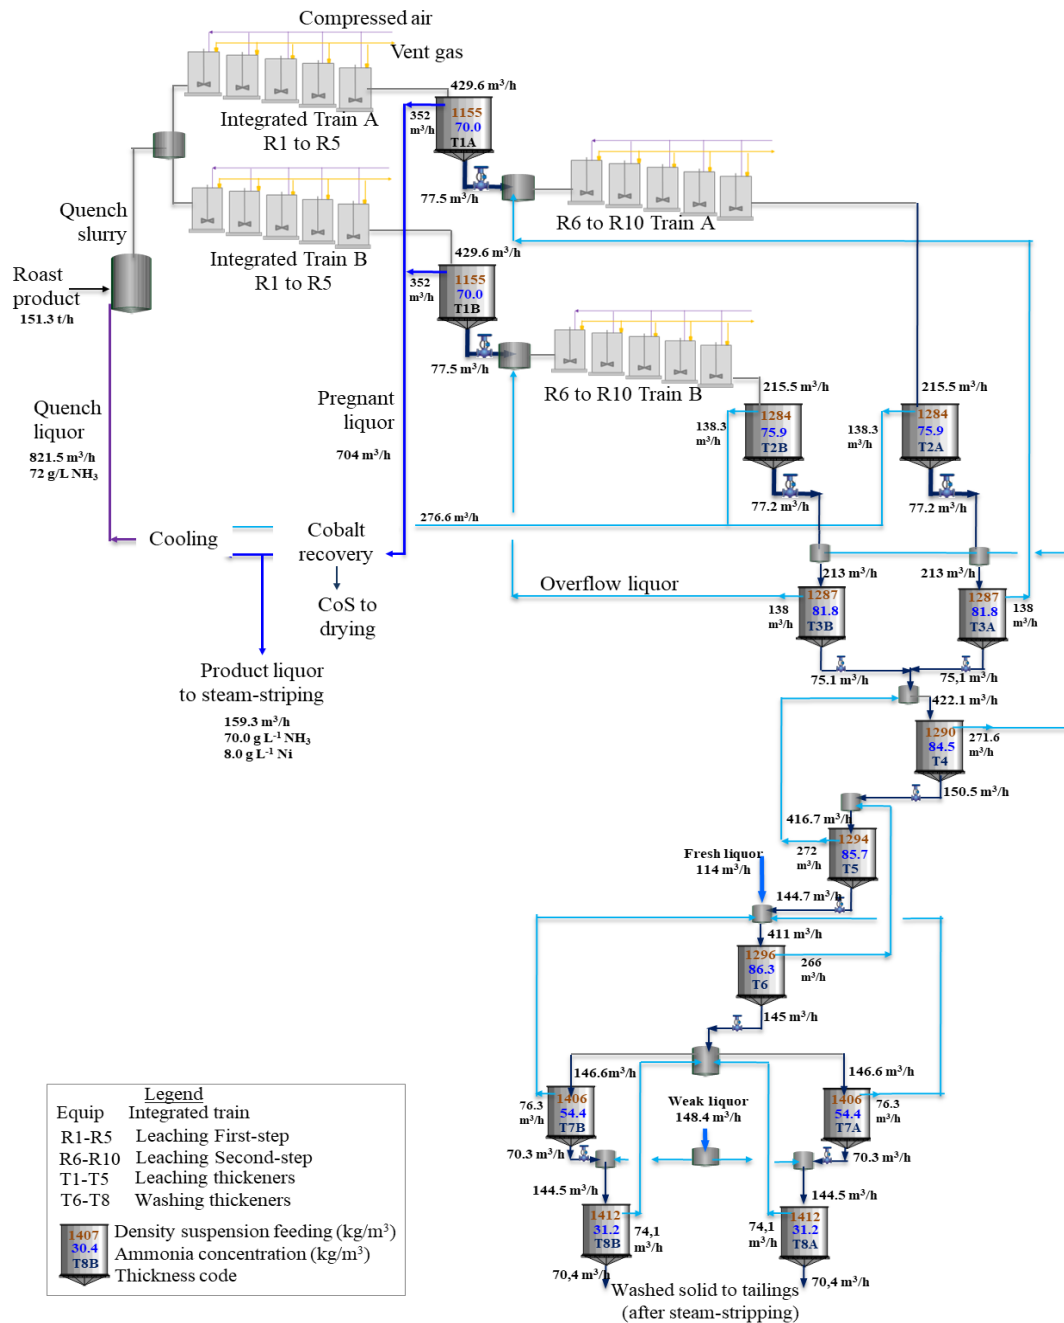 Compressed air
Vent gas
429.6 m³/h
352
m³/h
1155
70.0
T1A
Integrated Train A
R1 to R5
77.5 m³/h
R6 to R10 Train A
Quench
slurry
Integrated Train B
R1 to R5
429.6 m³/h
352
m³/h
1155
70.0
T1B
Roast
product
151.3 t/h
77.5 m³/h
R6 to R10 Train B
Quench
liquor
821.5 m³/h
72 g/L NH₃
Pregnant
liquor
704 m³/h
215.5 m³/h
215.5 m³/h
138.3
m³/h
1284
75.9
T2B
138.3
m³/h
1284
75.9
T2A
77.2 m³/h
77.2 m³/h
276.6 m³/h
Cooling
Cobalt
recovery
CoS to
drying
Overflow liquor
213 m³/h
213 m³/h
138
m³/h
1287
81.8
T3B
1287
81.8
T3A
138
m³/h
75.1 m³/h
75,1 m³/h
Product liquor
to steam-striping
159.3 m³/h
70.0 g L⁻¹ NH₃
8.0 g L⁻¹ Ni
422.1 m³/h
1290
84.5
T4
271.6
m³/h
150.5 m³/h
416.7 m³/h
272
m³/h
1294
85.7
T5
Fresh liquor
114 m³/h
144.7 m³/h
411 m³/h
1296
86.3
T6
266
m³/h
145 m³/h
146.6m³/h
146.6 m³/h
76.3
m³/h
1406
54.4
T7B
Weak liquor
148.4 m³/h
1406
54.4
T7A
76.3
m³/h
70.3 m³/h
70.3 m³/h
144.5 m³/h
144.5 m³/h
1412
31.2
T8B
74,1
m³/h
74,1
m³/h
1412
31.2
T8A
70,4 m³/h
70,4 m³/h
Washed solid to tailings
(after steam-stripping)
Legend
Equip Integrated train
R1-R5 Leaching First-step
R6-R10 Leaching Second-step
T1-T5 Leaching thickeners
T6-T8 Washing thickeners
1407 Density suspension feeding (kg/m³)
30.4 Ammonia concentration (kg/m³)
T8B Thickness code